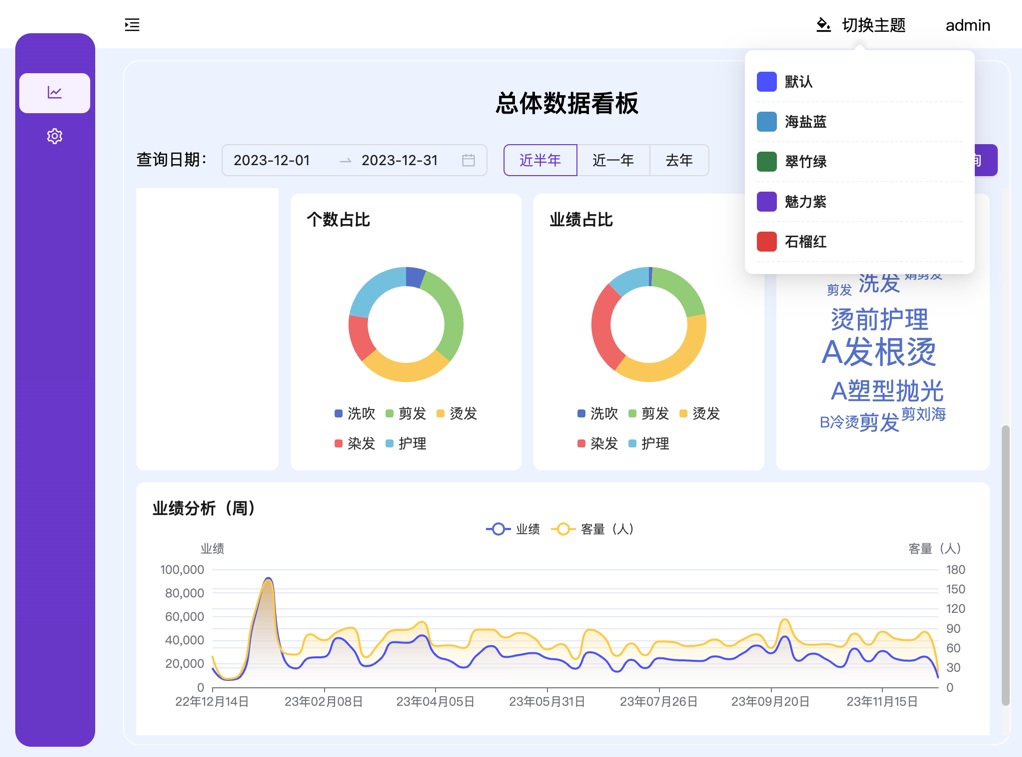 切换主题
admin
默认
海盐蓝
翠竹绿
魅力紫
石榴红
总体数据看板
查询日期：
2023-12-01
2023-12-31
近半年
近一年
去年
个数占比
洗吹
剪发
烫发
染发
护理
业绩占比
洗吹
剪发
烫发
染发
护理
剪发
洗发
烫前护理
A发根烫
A塑型抛光
B冷烫
剪发
剪刘海
业绩分析（周）
业绩
客量（人）
业绩
客量（人）
100,000
80,000
60,000
40,000
20,000
0
180
150
120
90
60
30
0
22年12月14日
23年02月08日
23年04月05日
23年05月31日
23年07月26日
23年09月20日
23年11月15日